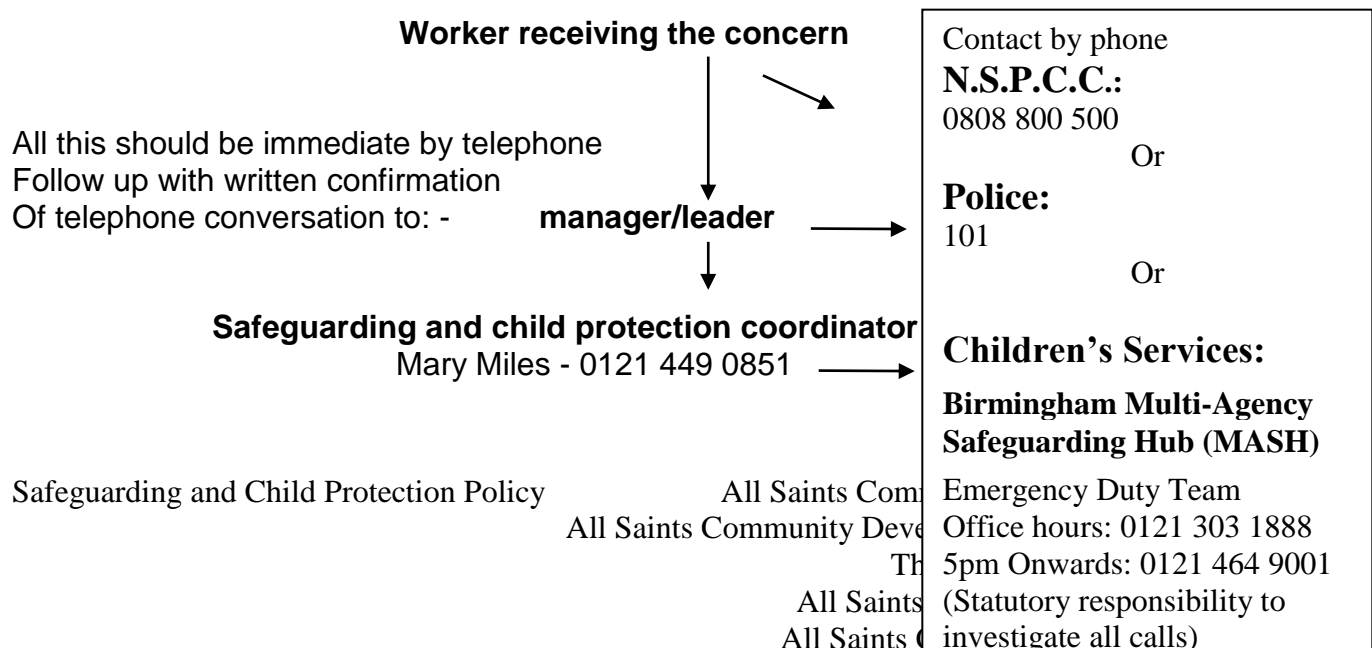 Worker receiving the concern
All this should be immediate by telephone
Follow up with written confirmation
Of telephone conversation to: -
manager/leader
Safeguarding and child protection coordinator
Mary Miles - 0121 449 0851
Contact by phone
N.S.P.C.C.:
0808 800 500
Or
Police:
101
Or
Children’s Services:
Birmingham Multi-Agency
Safeguarding Hub (MASH)
Emergency Duty Team
Office hours: 0121 303 1888
5pm Onwards: 0121 464 9001
(Statutory responsibility to
investigate all calls)
Safeguarding and Child Protection Policy
All Saints
All Saints Community
All Saints
All Saints